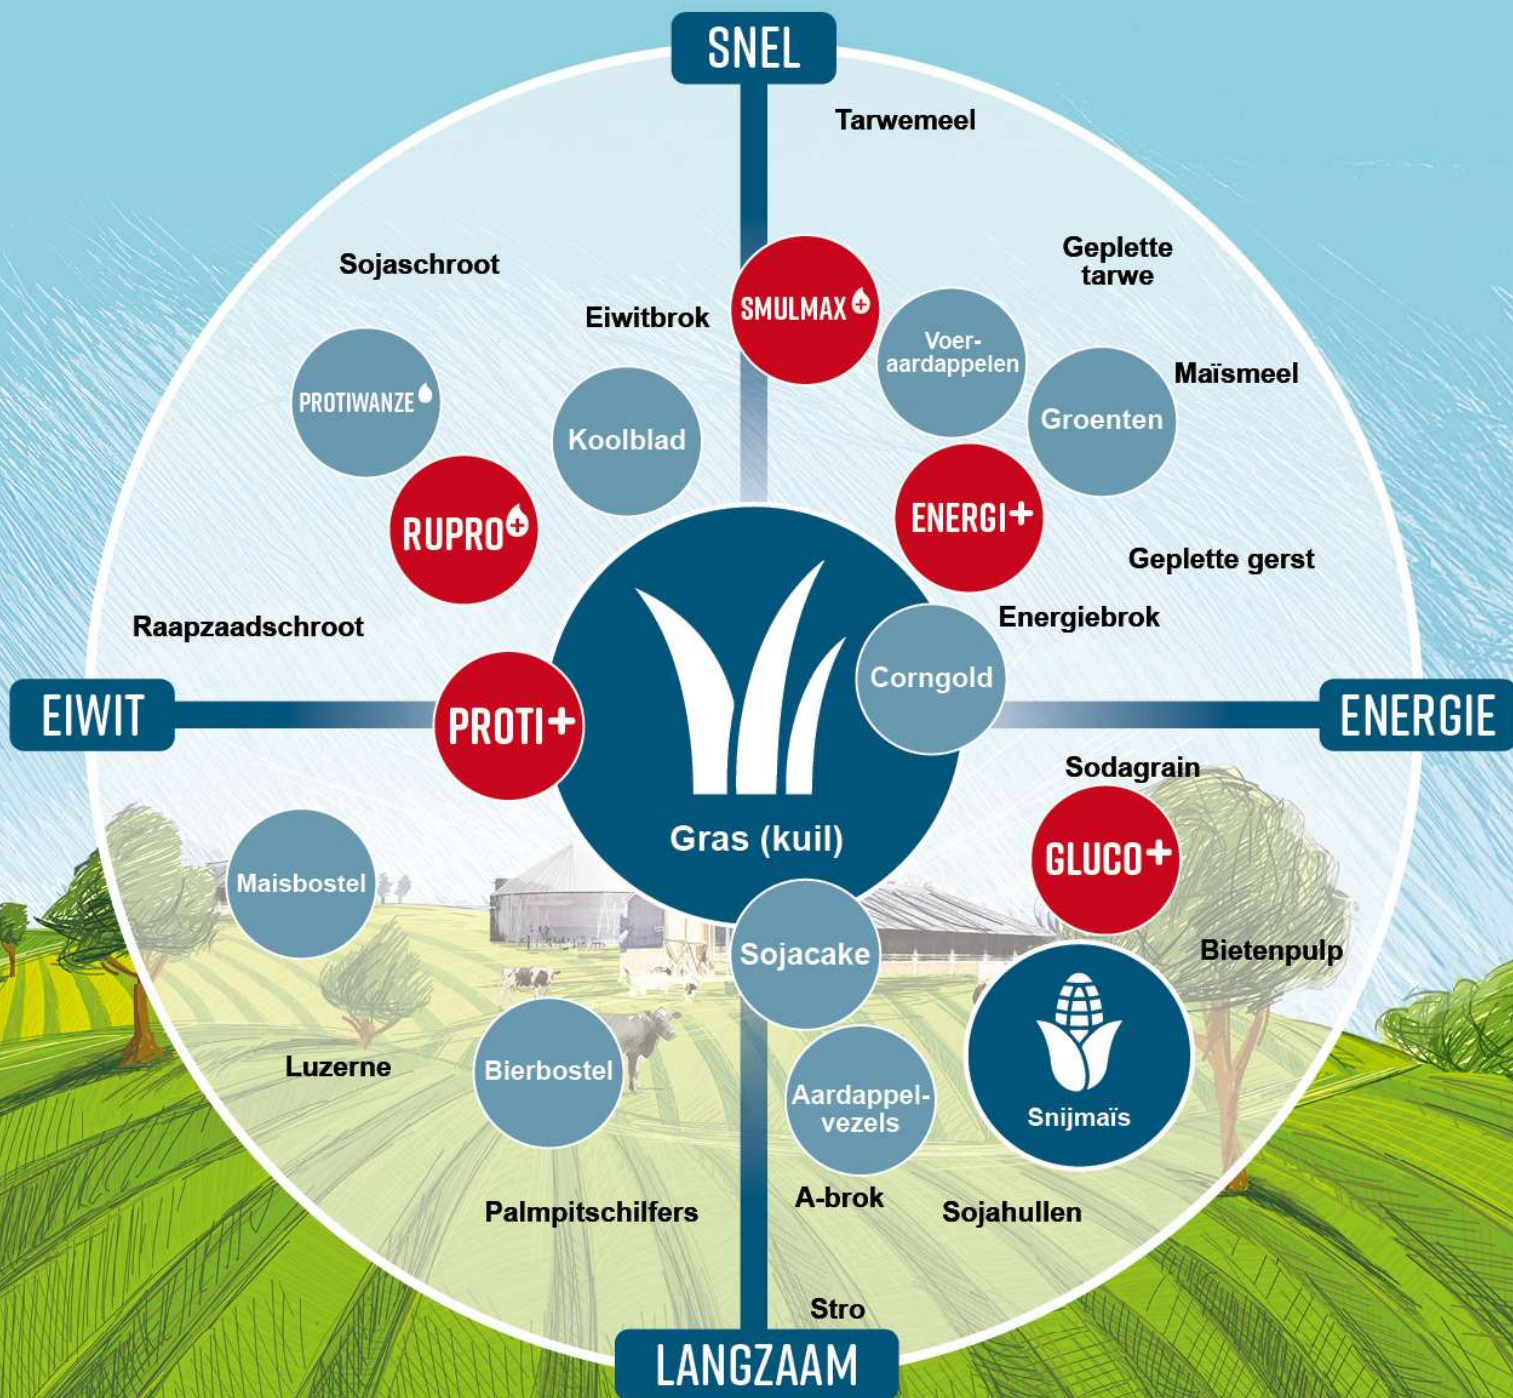 SNEL
Tarwemeel
Geplette
tarwe
Sojaschroot
Eiwitbrok
SMULMAX+
Voer-
aardappelen
Maïsmeel
PROTIWANZE
Koolblad
Groenten
RUPRO+
ENERGI+
Geplette gerst
Raapzaadschroot
Energiebrok
Corngold
EIWIT
PROTI+
ENERGIE
Sodagrain
Gras (kuil)
GLUCO+
Maisbostel
Sojacake
Bietenpulp
Luzerne
Bierbostel
Aardappel-
vezels
Snijmaïs
Palmpitschilfers
A-brok
Sojahullen
Stro
LANGZAAM